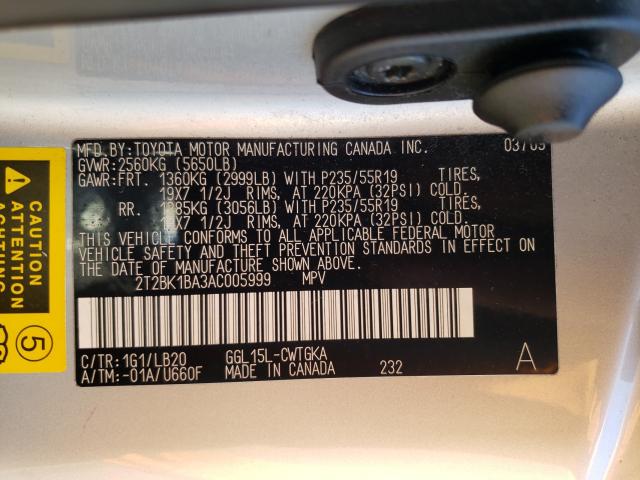 MFD.BY:TOYOTA MOTOR MANUFACTURING CANADA INC. 03/09
GVWR:2560KG (5650LB)
GAWR:FRT. 1360KG (2999LB) WITH P235/55R19 TIRES,
19X7 1/2J RIMS, AT 220KPA (32PSI) COLD.
RR. 1385KG (3056LB) WITH P235/55R19 TIRES,
19X7 1/2J RIMS, AT 220KPA (32PSI) COLD.
THIS VEHICLE CONFORMS TO ALL APPLICABLE FEDERAL MOTOR
VEHICLE SAFETY AND THEFT PREVENTION STANDARDS IN EFFECT ON
THE DATE OF MANUFACTURE SHOWN ABOVE.
2T2BK1BA3AC005999 MPV
C/TR:1G1/LB20 GGL15L-CWTGKA A
A/TM:-01A/U660F MADE IN CANADA 232
CAUTION
ATTENTION
5